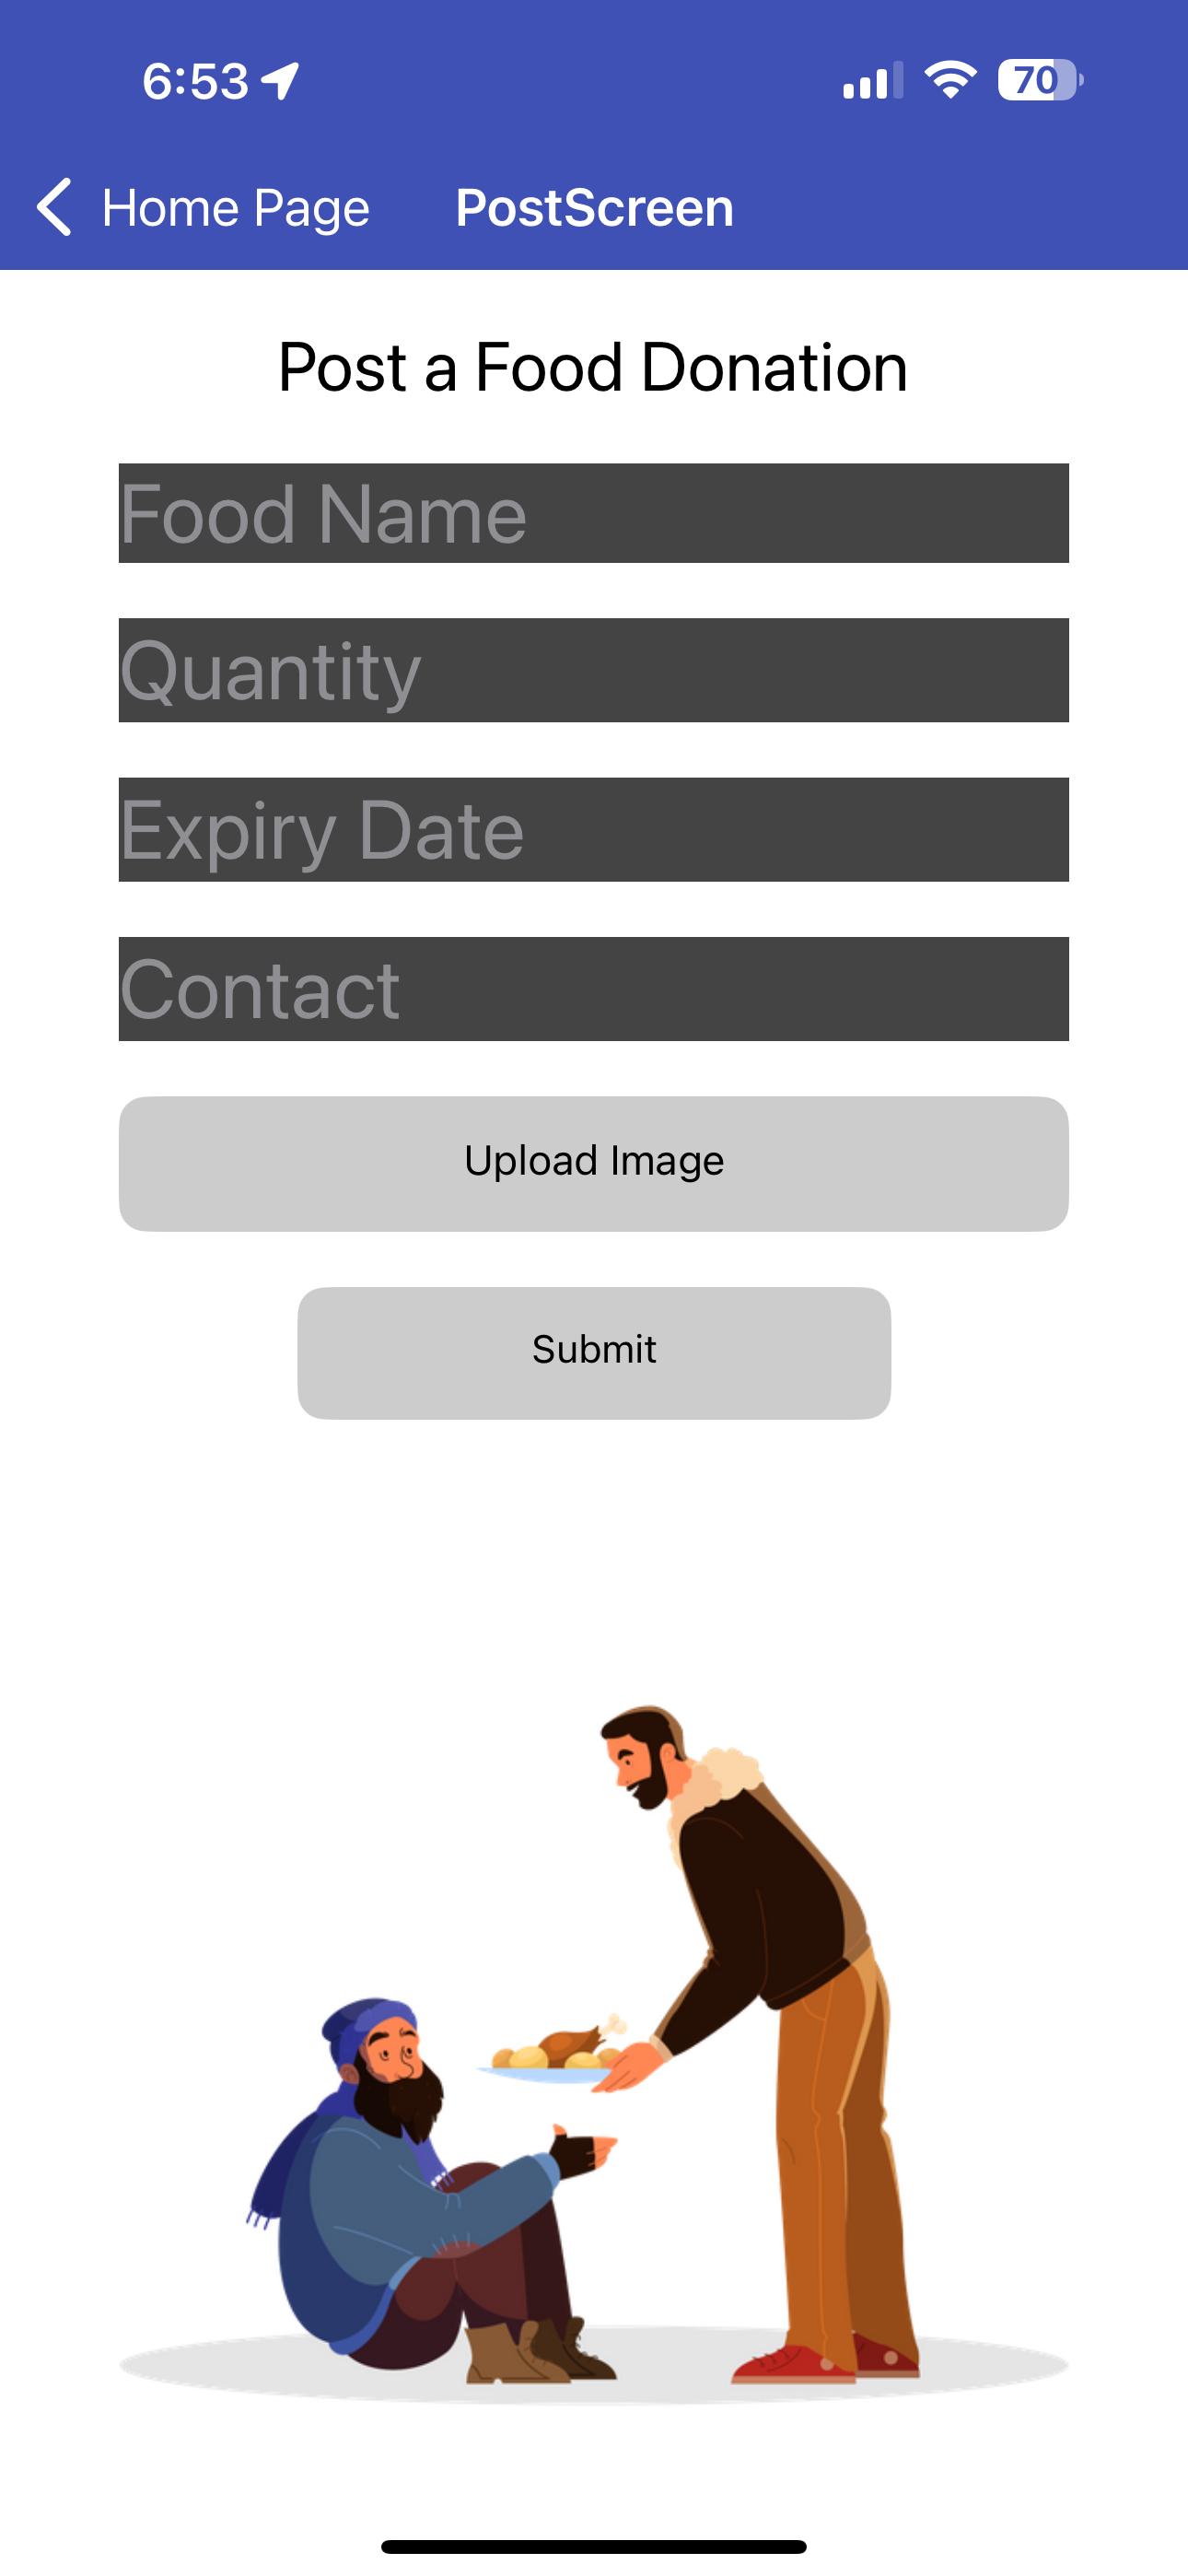 6:53 70
Home Page PostScreen
Post a Food Donation
Food Name
Quantity
Expiry Date
Contact
Upload Image
Submit